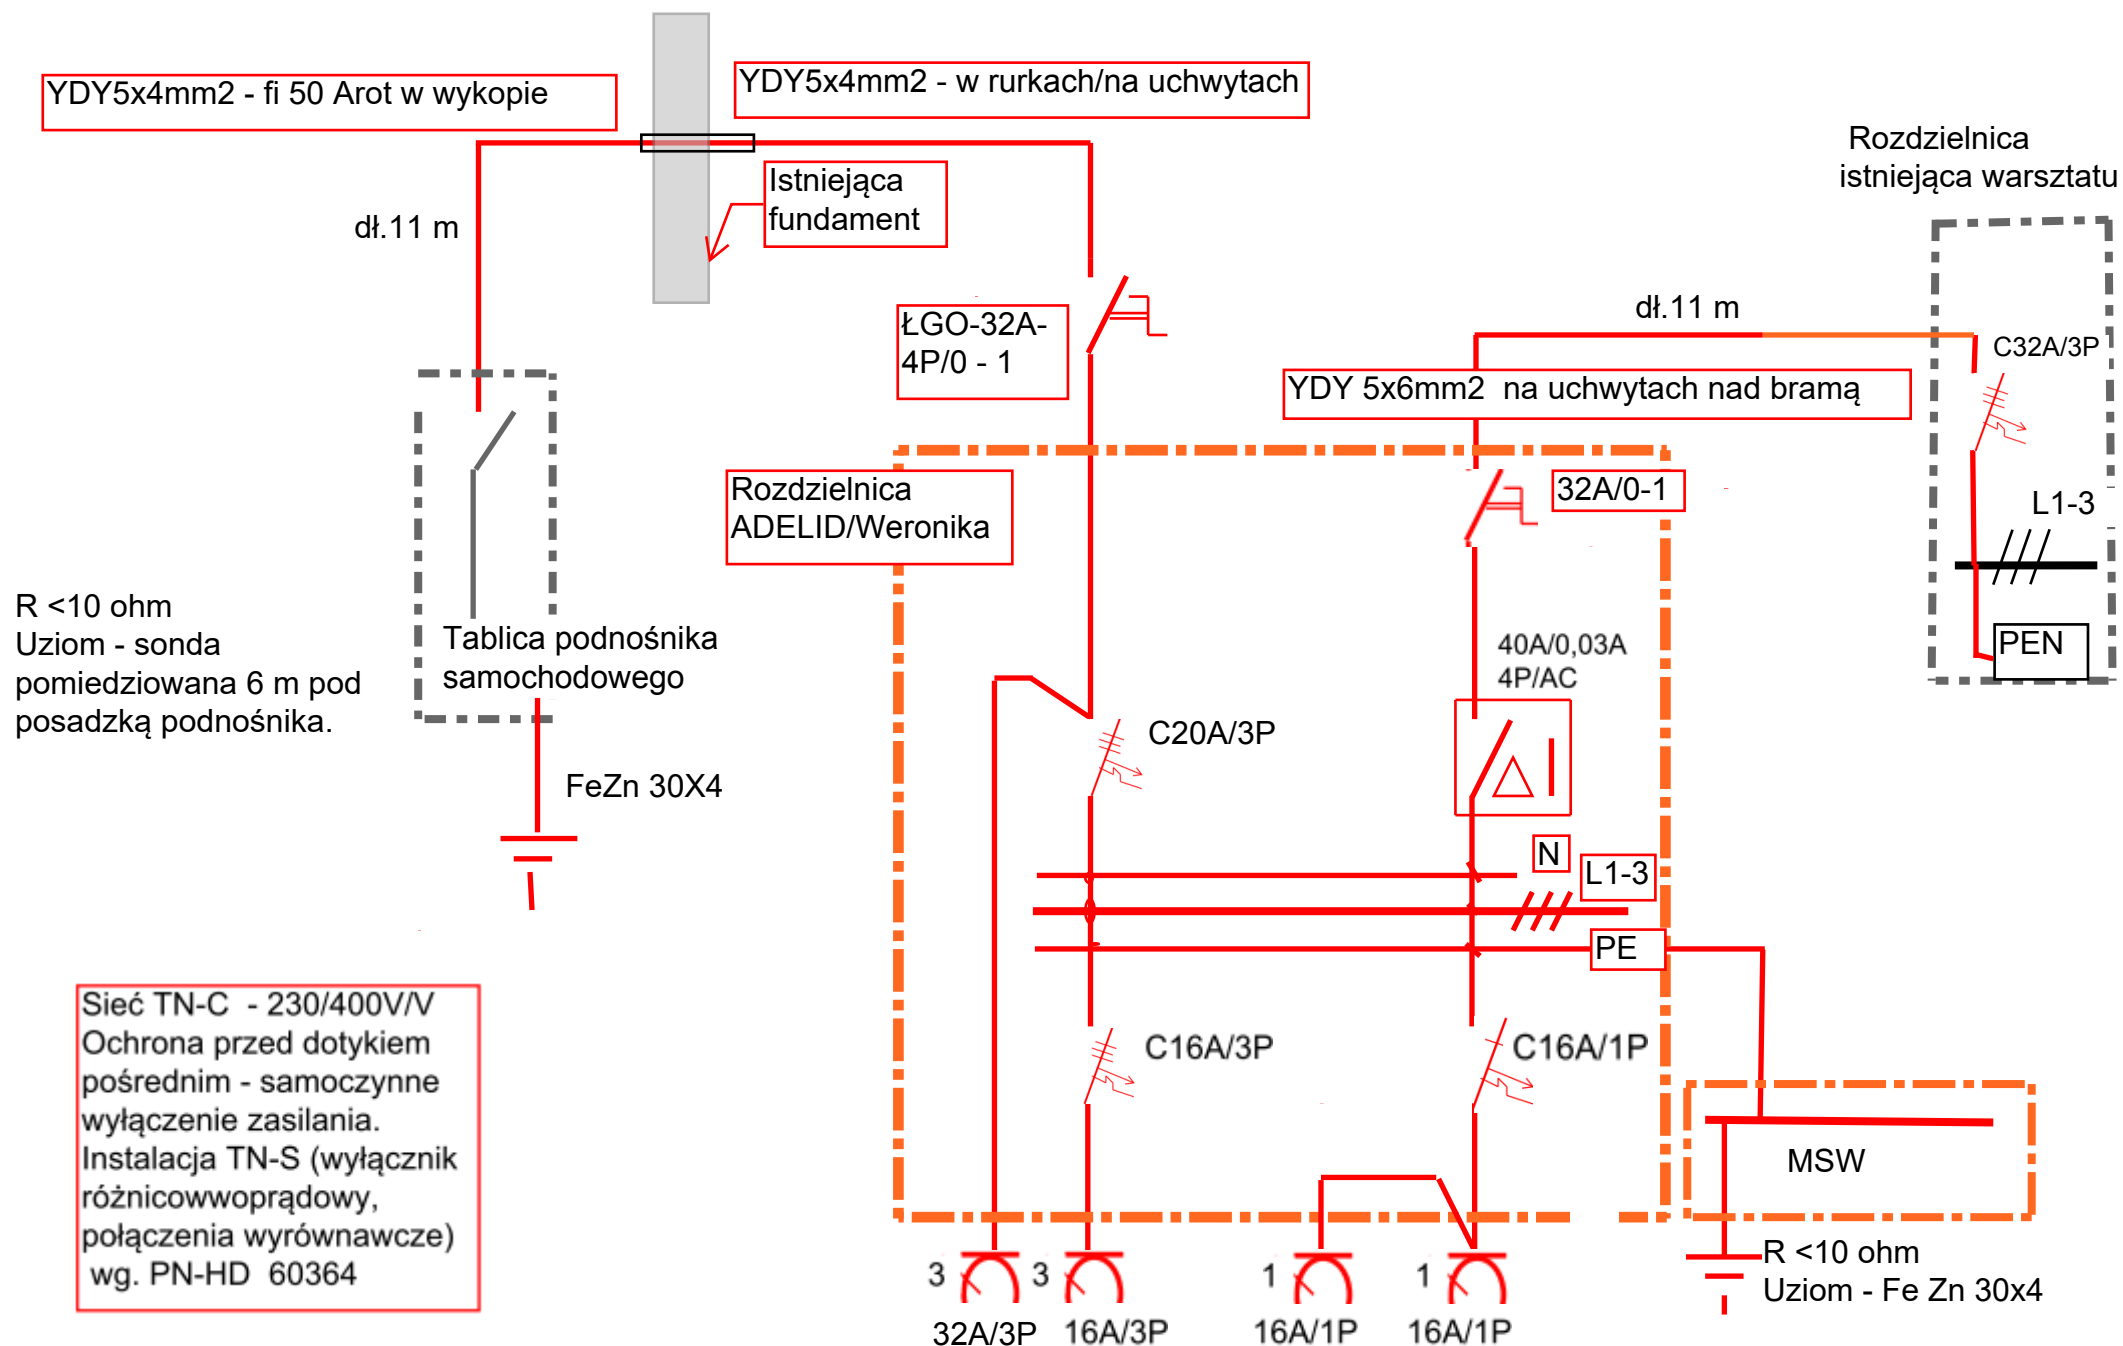 YDY5x4mm2 - fi 50 Arot w wykopie
YDY5x4mm2 - w rurkach/na uchwytach
Istniejąca
fundament
dł.11 m
Rozdzielnica
istniejąca warsztatu
ŁGO-32A-
4P/0 - 1
dł.11 m
C32A/3P
YDY 5x6mm2  na uchwytach nad bramą
Rozdzielnica
ADELID/Weronika
32A/0-1
L1-3
PEN
R <10 ohm
Uziom - sonda
pomiedziowana 6 m pod
posadzką podnośnika.
Tablica podnośnika
samochodowego
40A/0,03A
4P/AC
C20A/3P
FeZn 30X4
N
L1-3
PE
Sieć TN-C  - 230/400V/V
Ochrona przed dotykiem
pośrednim - samoczynne
wyłączenie zasilania.
Instalacja TN-S (wyłącznik
różnicowwoprądowy,
połączenia wyrównawcze)
wg. PN-HD  60364
C16A/3P
C16A/1P
MSW
R <10 ohm
Uziom - Fe Zn 30x4
3
3
1
1
32A/3P
16A/3P
16A/1P
16A/1P